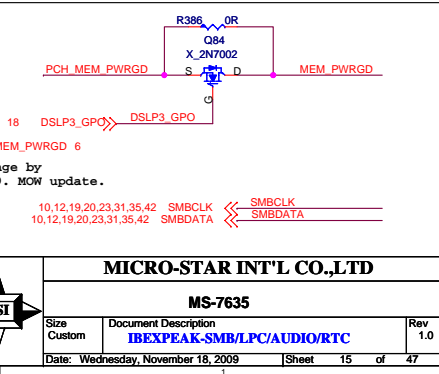 R386 0R
Q84
X_2N7002
PCH_MEM_PWRGD S D MEM_PWRGD
G
18 DSLP3_GPO DSLP3_GPO
MEM_PWRGD 6
age by
. MOW update.
10,12,19,20,23,31,35,42 SMBCLK SMBCLK
10,12,19,20,23,31,35,42 SMBDATA SMBDATA
MICRO-STAR INT'L CO.,LTD
MS-7635
SI
Size Document Description Rev
Custom IBEXPEAK-SMB/LPC/AUDIO/RTC 1.0
Date: Wednesday, November 18, 2009 Sheet 15 of 47
1